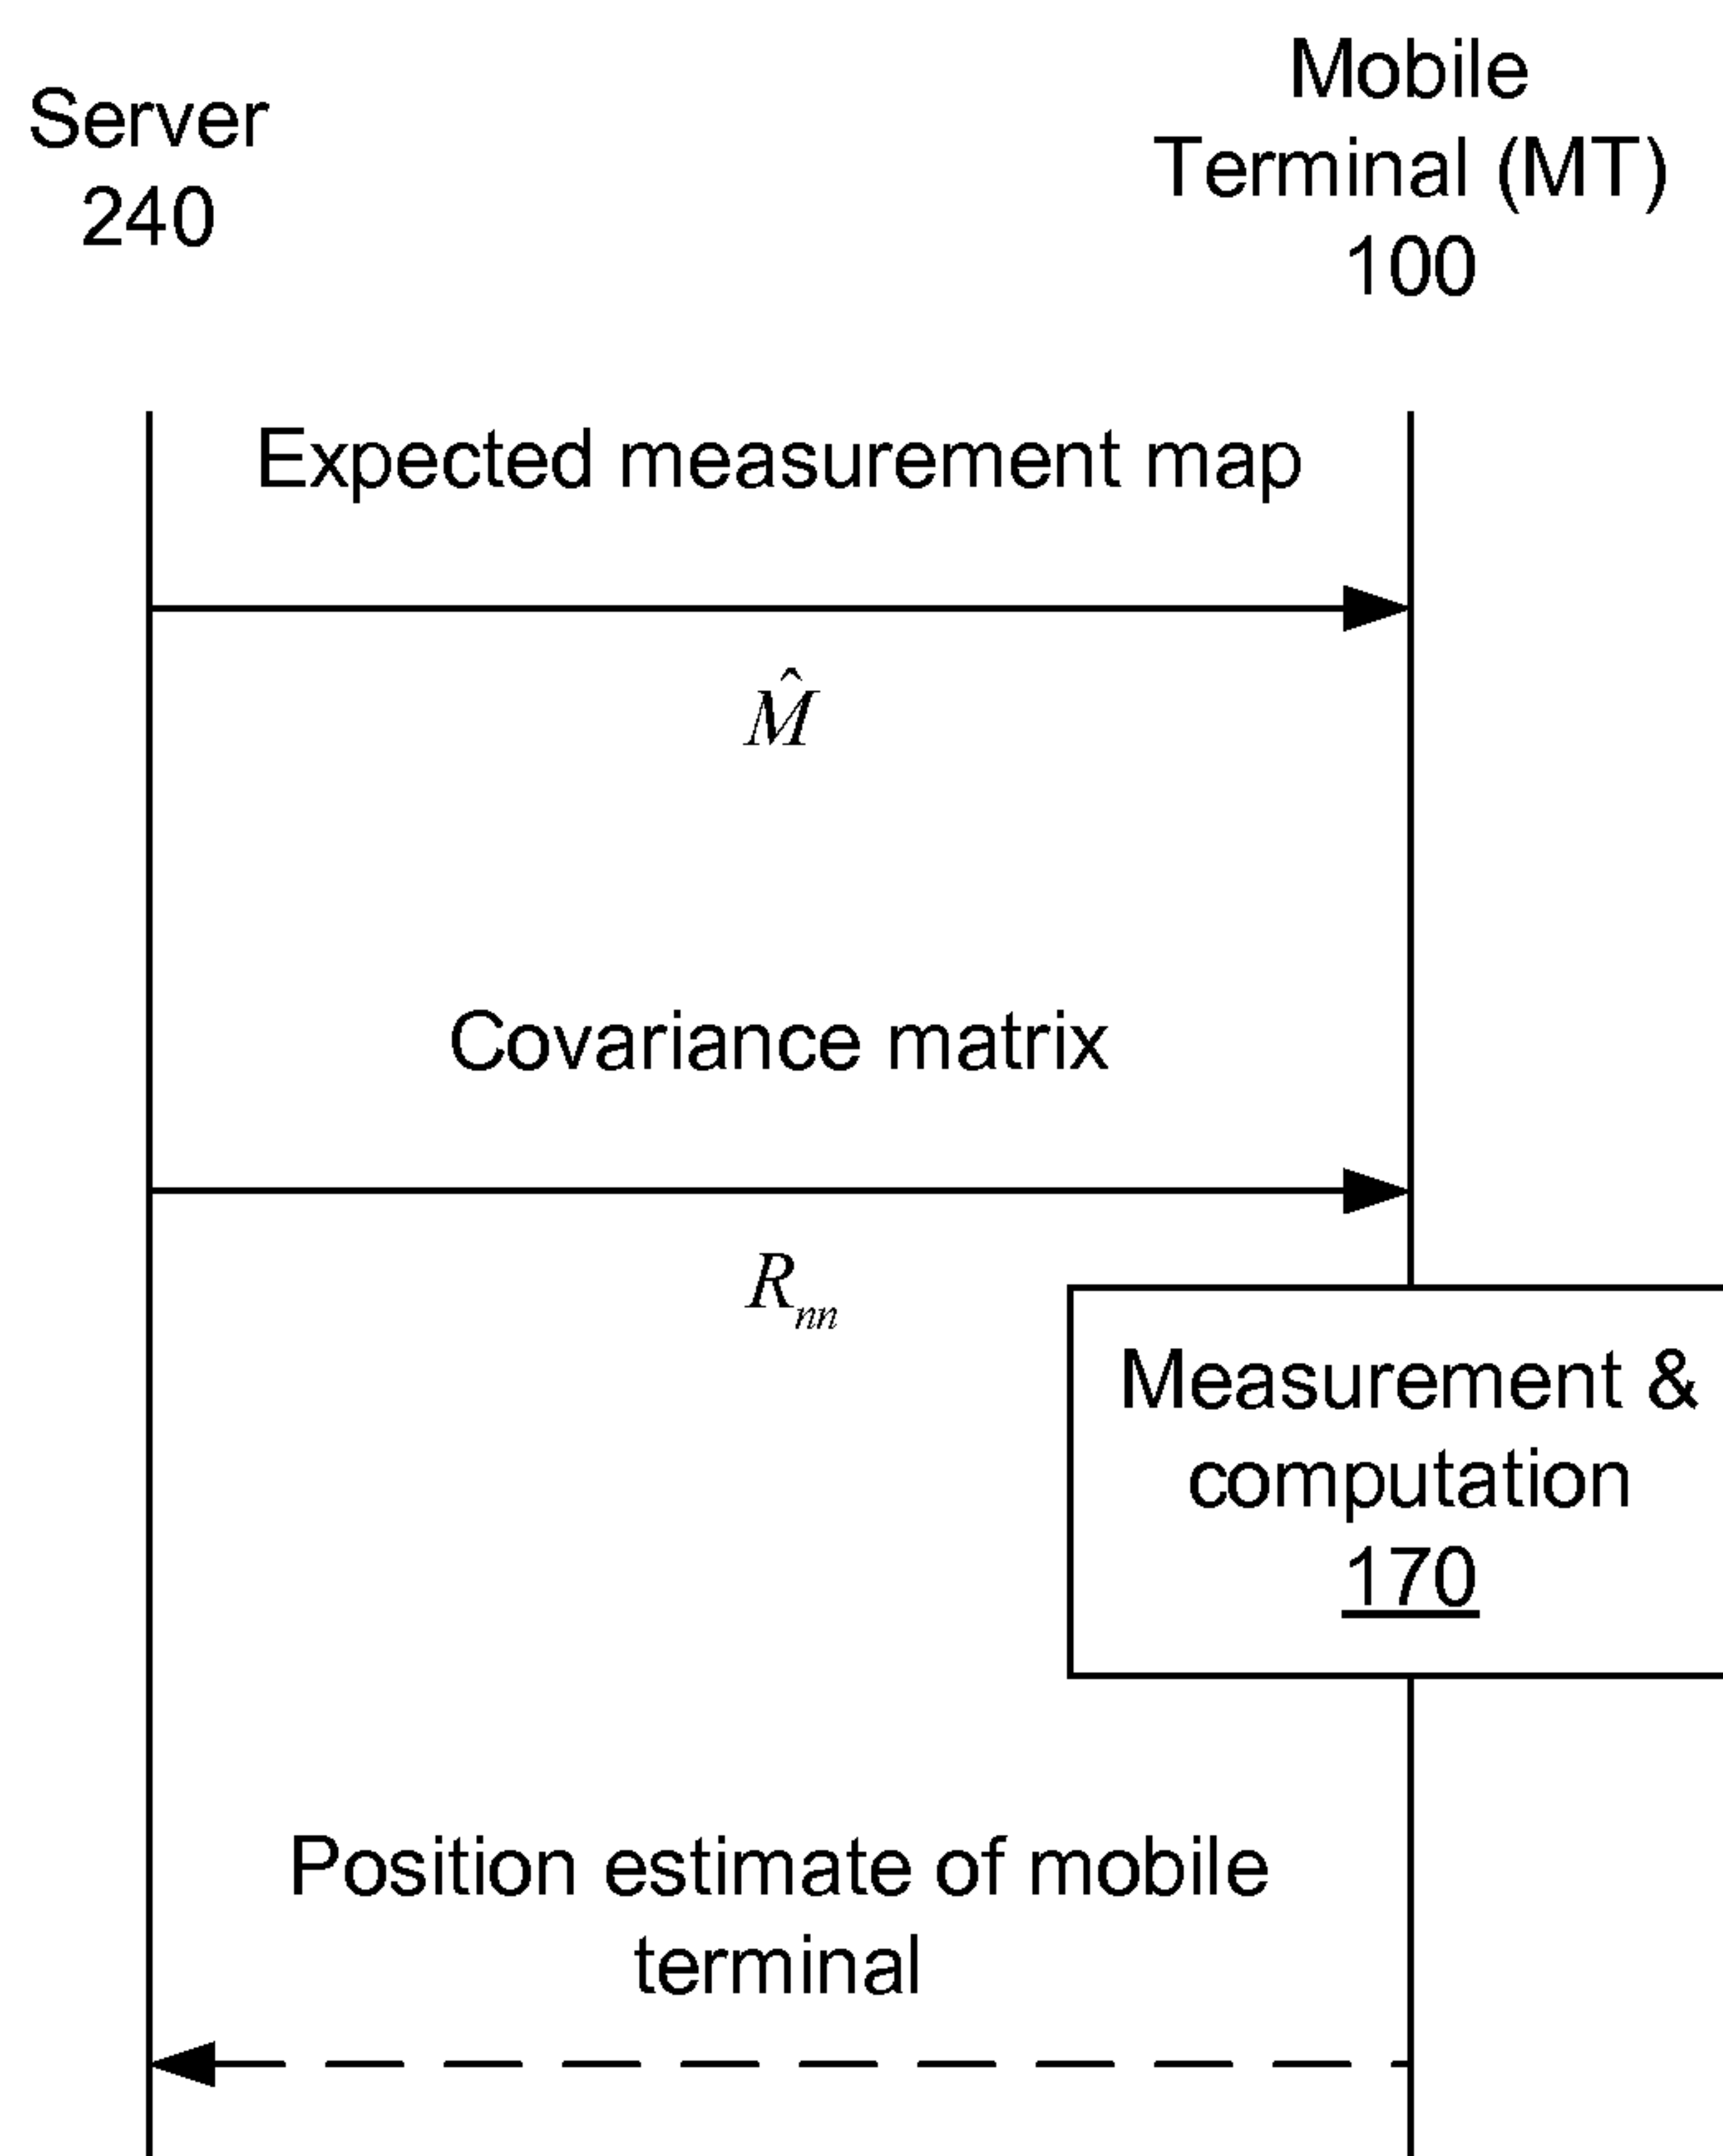 Server
240
Mobile
Terminal (MT)
100
Expected measurement map
M̂
Covariance matrix
Rₙₙ
Measurement &
computation
170
Position estimate of mobile
terminal